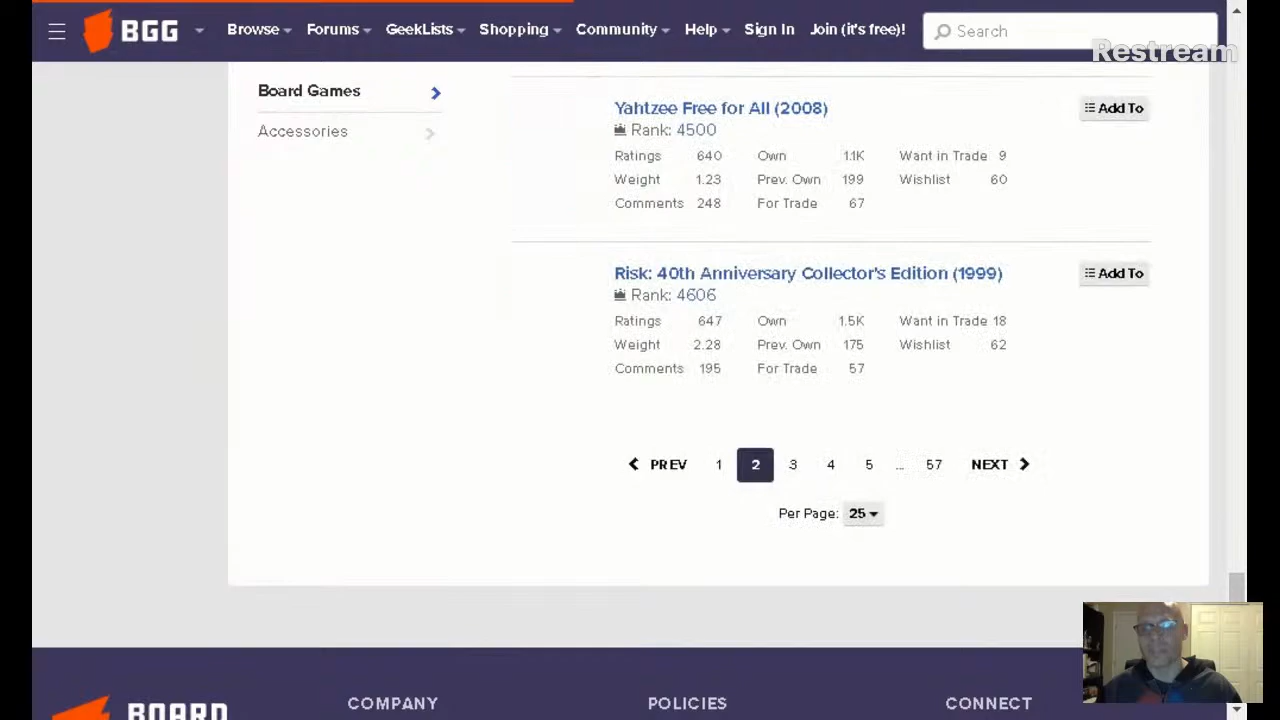 BGG Browse Forums GeekLists Shopping Community Help Sign In Join (it's free)! Search
Restream
Board Games
Accessories
Yahtzee Free for All (2008) Add To
Rank: 4500
Ratings 640 Own 1.1K Want in Trade 9
Weight 1.23 Prev. Own 199 Wishlist 60
Comments 248 For Trade 67
Risk: 40th Anniversary Collector's Edition (1999) Add To
Rank: 4606
Ratings 647 Own 1.5K Want in Trade 18
Weight 2.28 Prev. Own 175 Wishlist 62
Comments 195 For Trade 57
PREV 1 2 3 4 5 ... 57 NEXT
Per Page: 25
BOARD COMPANY POLICIES CONNECT